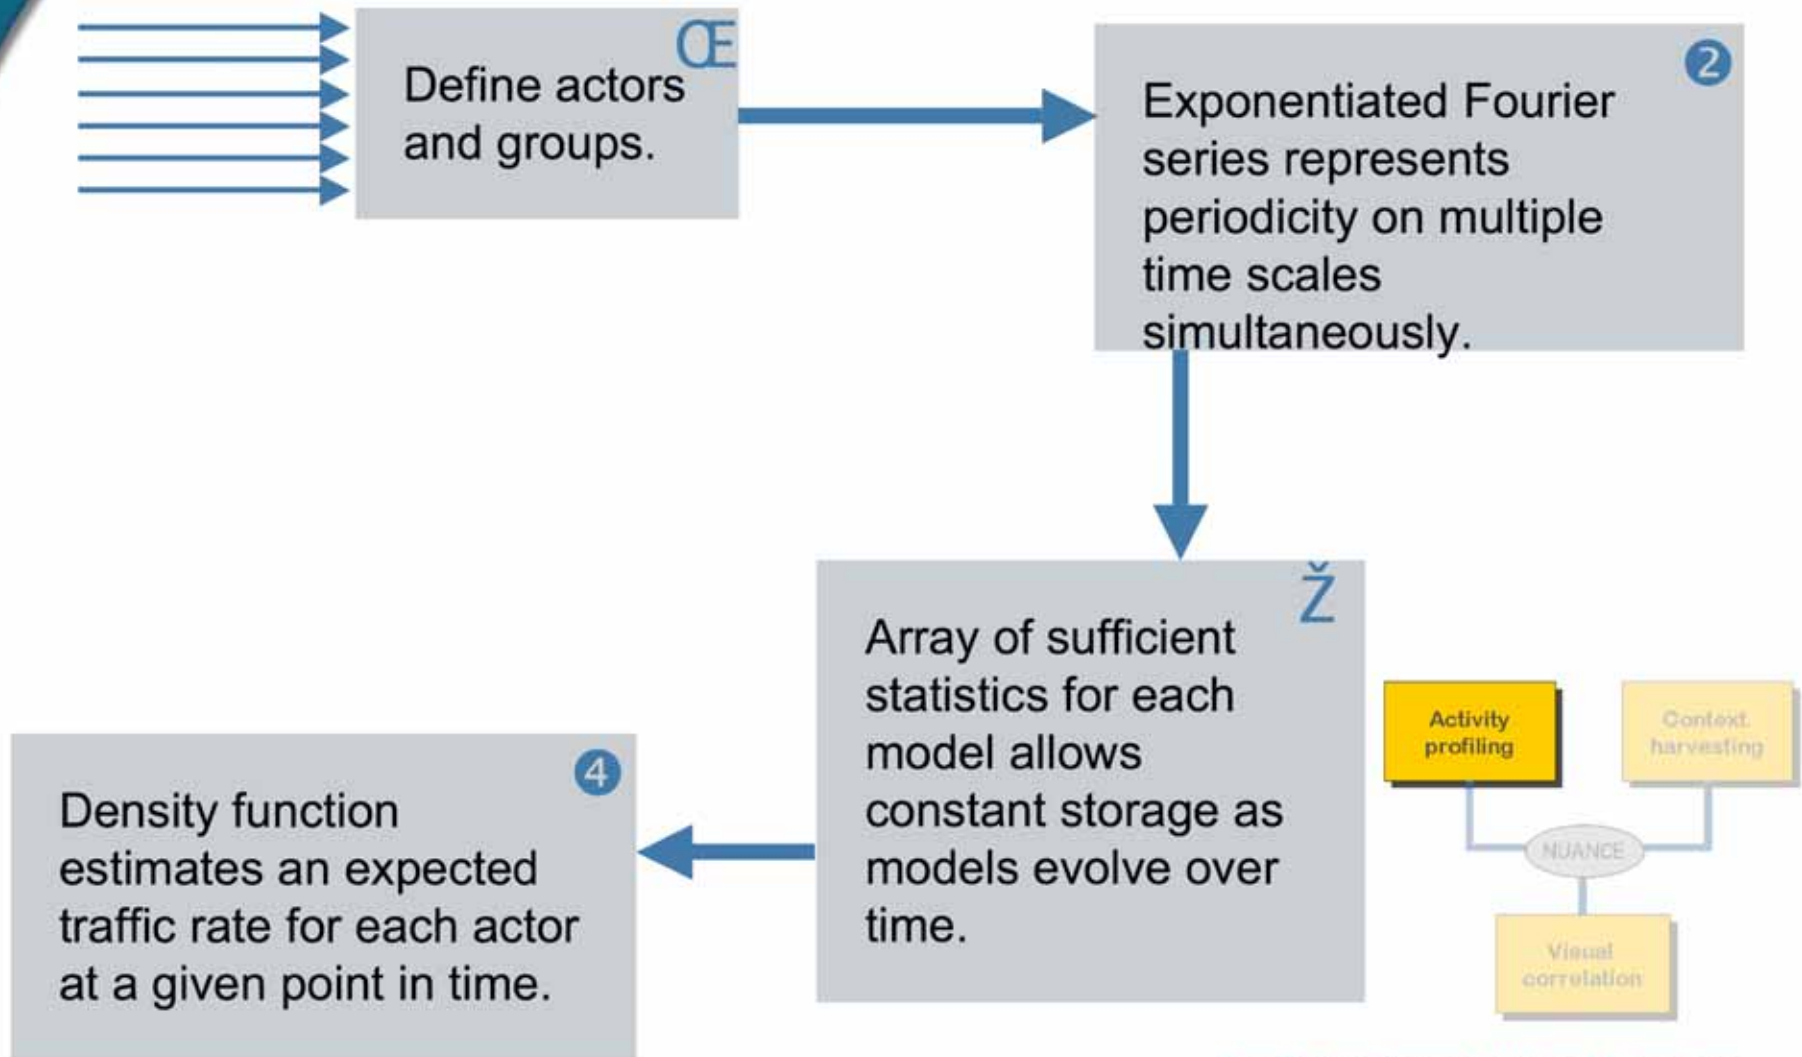 Œ
Define actors
and groups.
❷
Exponentiated Fourier
series represents
periodicity on multiple
time scales
simultaneously.
Ž
Array of sufficient
statistics for each
model allows
constant storage as
models evolve over
time.
❹
Density function
estimates an expected
traffic rate for each actor
at a given point in time.
Activity
profiling
Context
harvesting
NUANCE
Visual
correlation